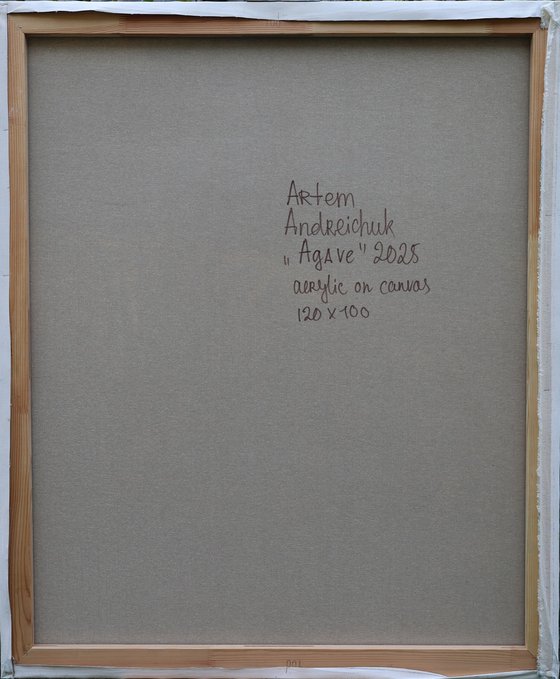 Artem
Andreichuk
„Agave" 2025
acrylic on canvas
120 x 100